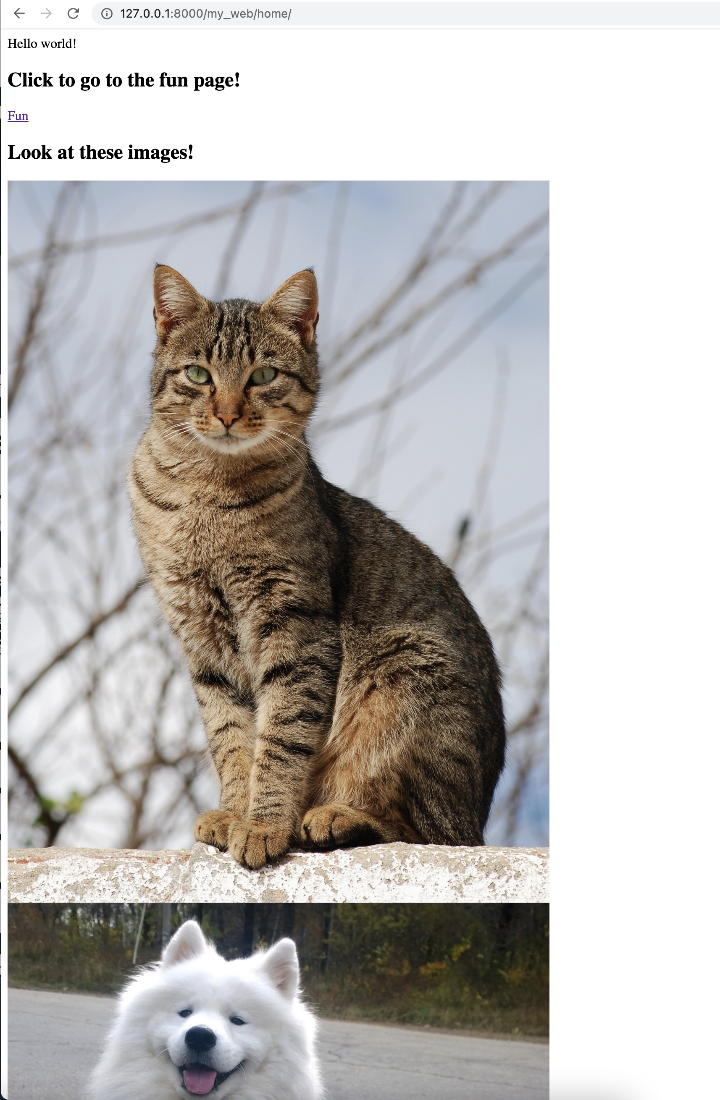 127.0.0.1:8000/my_web/home/
Hello world!
Click to go to the fun page!
Fun
Look at these images!